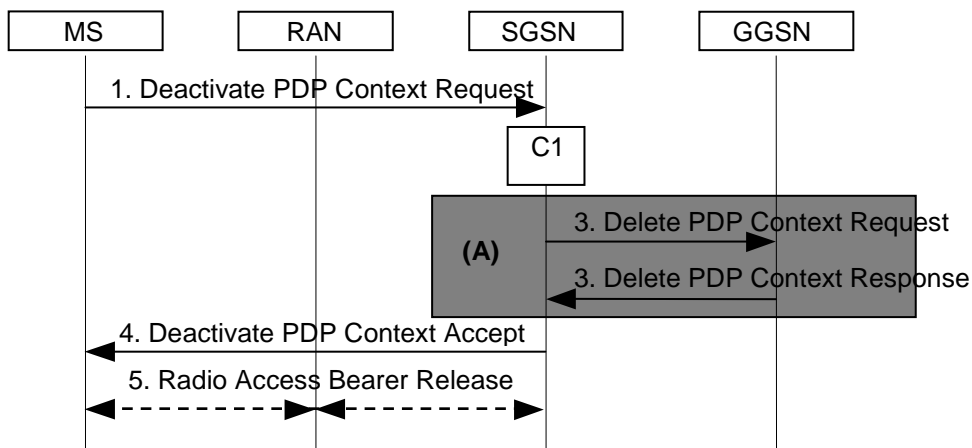 MS
RAN
SGSN
GGSN
1. Deactivate PDP Context Request
C1
3. Delete PDP Context Request
(A)
3. Delete PDP Context Response
4. Deactivate PDP Context Accept
5. Radio Access Bearer Release